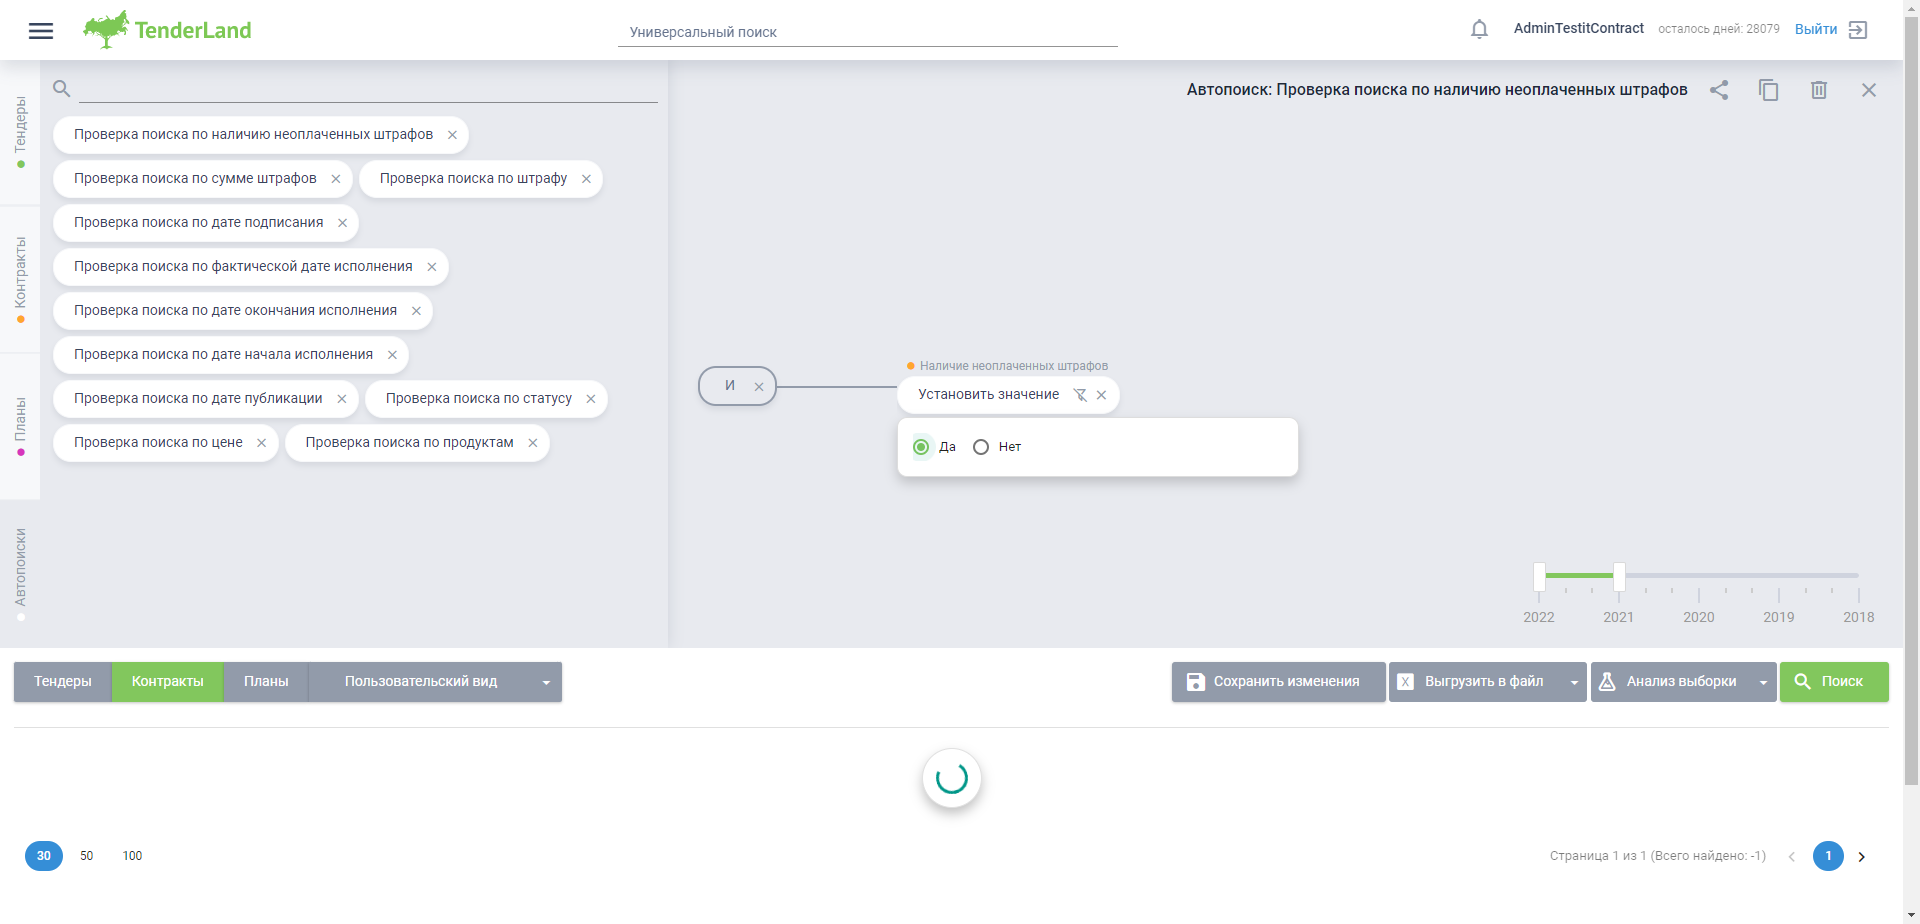 TenderLand
Универсальный поиск
AdminTestitContract
осталось дней: 28079
Выйти
Тендеры
Контракты
Планы
Автопоиски
Проверка поиска по наличию неоплаченных штрафов
Проверка поиска по сумме штрафов
Проверка поиска по штрафу
Проверка поиска по дате подписания
Проверка поиска по фактической дате исполнения
Проверка поиска по дате окончания исполнения
Проверка поиска по дате начала исполнения
Проверка поиска по дате публикации
Проверка поиска по статусу
Проверка поиска по цене
Проверка поиска по продуктам
Автопоиск: Проверка поиска по наличию неоплаченных штрафов
И
Наличие неоплаченных штрафов
Установить значение
Да
Нет
2022
2021
2020
2019
2018
Тендеры
Контракты
Планы
Пользовательский вид
Сохранить изменения
X
Выгрузить в файл
Анализ выборки
Поиск
30
50
100
Страница 1 из 1 (Всего найдено: -1)
1